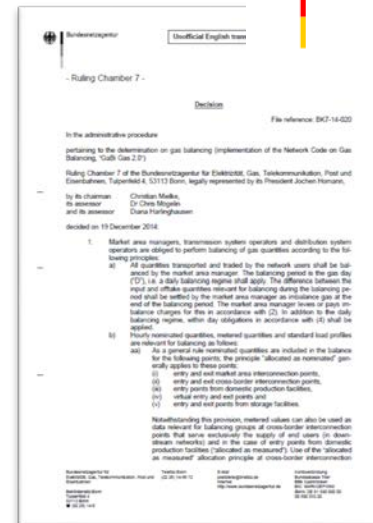 Bundesnetzagentur
Unofficial English tran
- Ruling Chamber 7 -
Decision
File reference: BK7-14-020
In the administrative procedure
pertaining to the determination on gas balancing (implementation of the Network Code on Gas
Balancing, "GaBi Gas 2.0")
Ruling Chamber 7 of the Bundesnetzagentur für Elektrizität, Gas, Telekommunikation, Post und
Eisenbahnen, Tulpenfeld 4, 53113 Bonn, legally represented by its President Jochen Homann,
by its chairman Christian Mielke,
its assessor Dr Chris Mögelin
and its assessor Diana Harlinghausen
decided on 19 December 2014:
1. Market area managers, transmission system operators and distribution system
operators are obliged to perform balancing of gas quantities according to the fol-
lowing principles:
a) All quantities transported and traded by the network users shall be bal-
anced by the market area manager. The balancing period is the gas day
("D"), i.e. a daily balancing regime shall apply. The difference between the
input and offtake quantities relevant for balancing during the balancing pe-
riod shall be settled by the market area manager as imbalance gas at the
end of the balancing period. The market area manager levies or pays im-
balance charges for this in accordance with (2). In addition to the daily
balancing regime, within day obligations in accordance with (4) shall be
applied.
b) Hourly nominated quantities, metered quantities and standard load profiles
are relevant for balancing as follows:
aa) As a general rule nominated quantities are included in the balance
for the following points; the principle "allocated as nominated" gen-
erally applies to these points:
(i) entry and exit market area interconnection points,
(ii) entry and exit cross-border interconnection points,
(iii) entry points from domestic production facilities,
(iv) virtual entry and exit points and
(v) entry and exit points from storage facilities.
Notwithstanding this provision, metered values can also be used as
data relevant for balancing groups at cross-border interconnection
points that serve exclusively the supply of end users (in down-
stream networks) and in the case of entry points from domestic
production facilities ("allocated as measured"). Use of the "allocated
as measured" allocation principle at cross-border interconnection